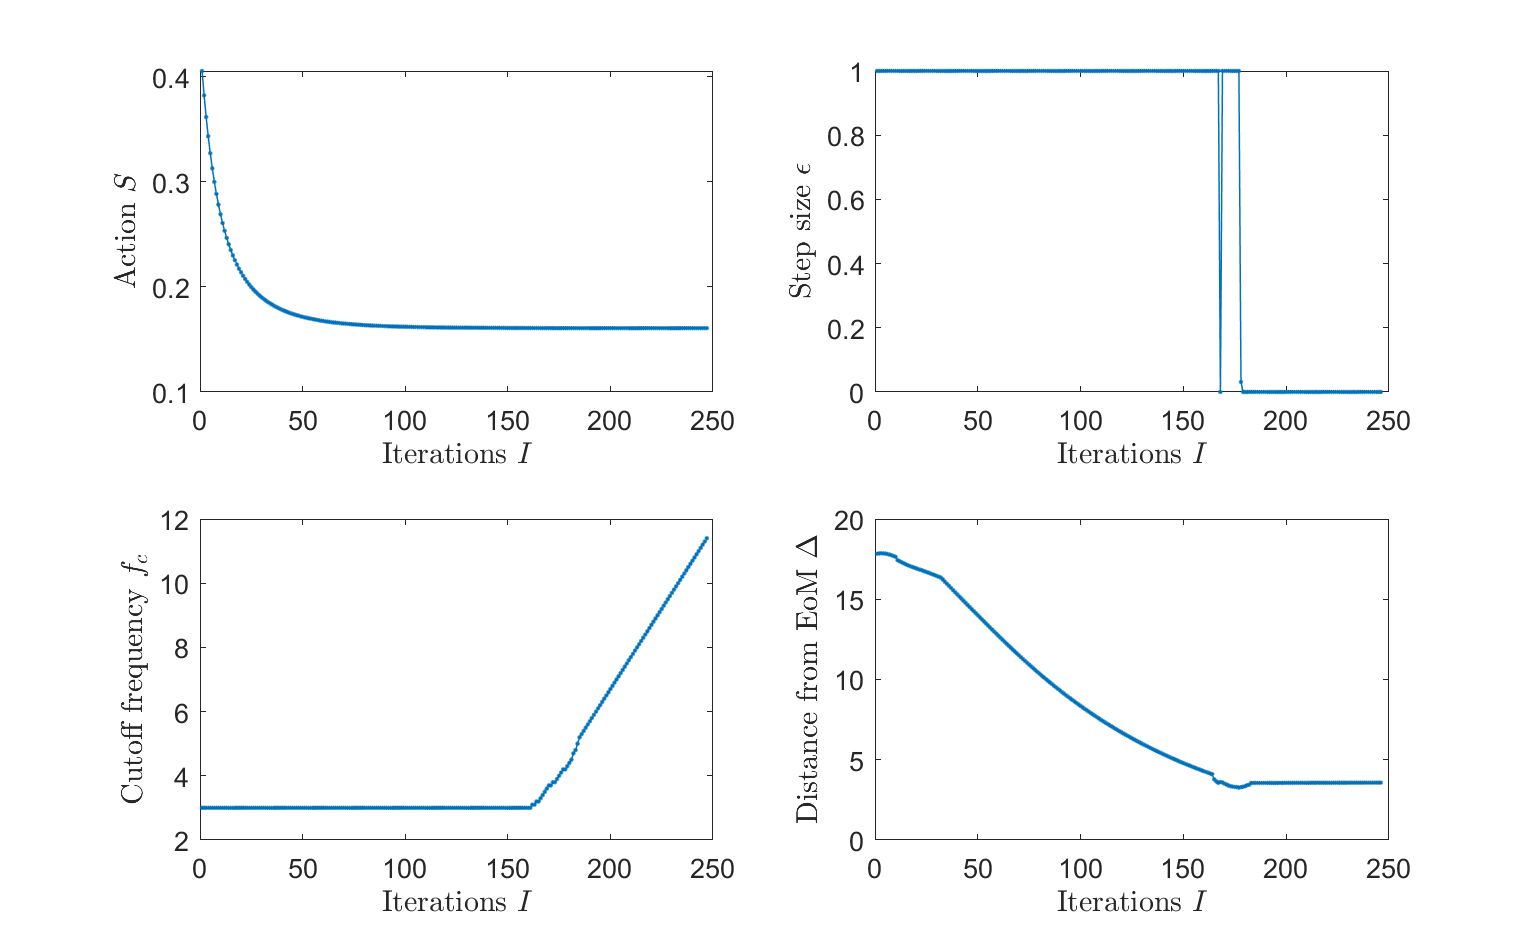 0.4
0.3
0.2
0.1
Action S
0 50 100 150 200 250
Iterations I
1
0.8
0.6
0.4
0.2
0
Step size ϵ
0 50 100 150 200 250
Iterations I
12
10
8
6
4
2
Cutoff frequency f_c
0 50 100 150 200 250
Iterations I
20
15
10
5
0
Distance from EoM Δ
0 50 100 150 200 250
Iterations I